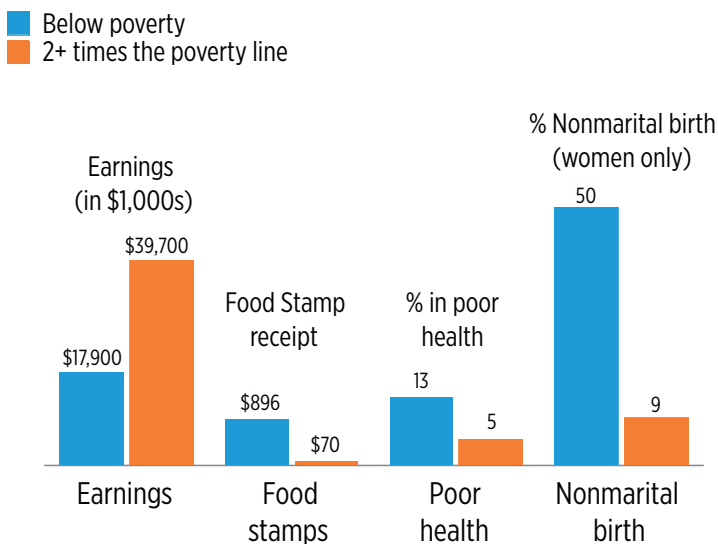 Below poverty
2+ times the poverty line
Earnings
(in $1,000s)
$17,900
$39,700
Food Stamp
receipt
$896
$70
% in poor
health
13
5
% Nonmarital birth
(women only)
50
9
Earnings
Food
stamps
Poor
health
Nonmarital
birth